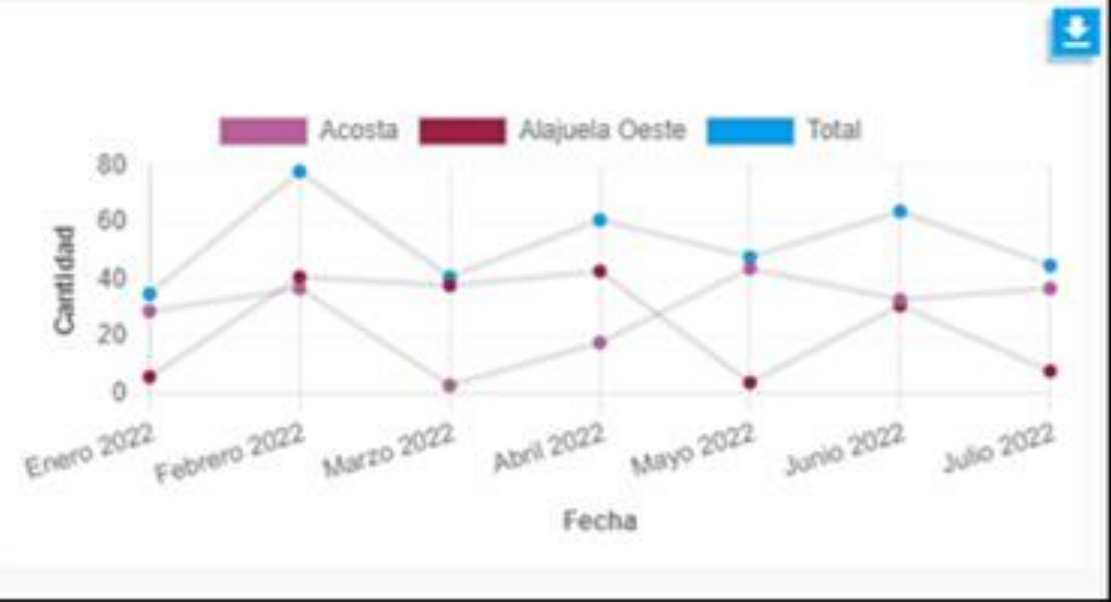 Acosta Alajuela Oeste Total
80
60
40
20
0
Cantidad
Enero 2022 Febrero 2022 Marzo 2022 Abril 2022 Mayo 2022 Junio 2022 Julio 2022
Fecha